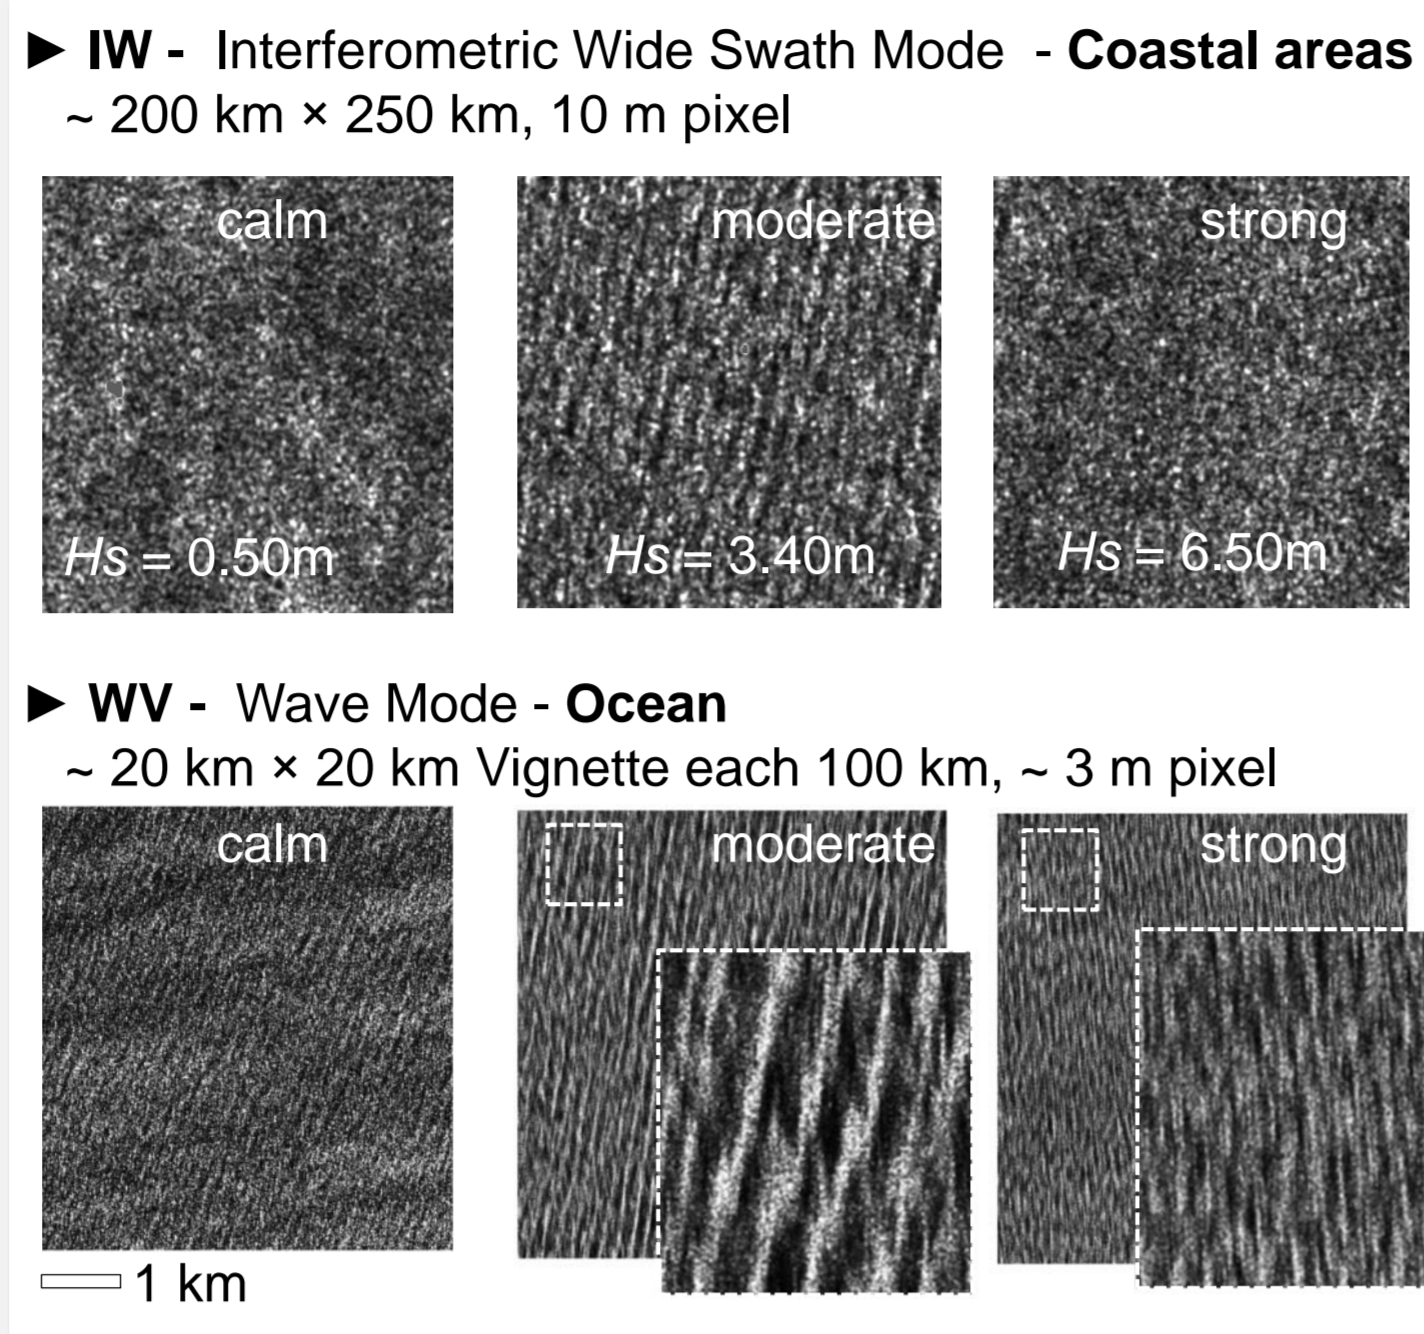 ► IW - Interferometric Wide Swath Mode - Coastal areas
~ 200 km × 250 km, 10 m pixel
calm
moderate
strong
Hs = 0.50m
Hs = 3.40m
Hs = 6.50m
► WV - Wave Mode - Ocean
~ 20 km × 20 km Vignette each 100 km, ~ 3 m pixel
calm
moderate
strong
1 km